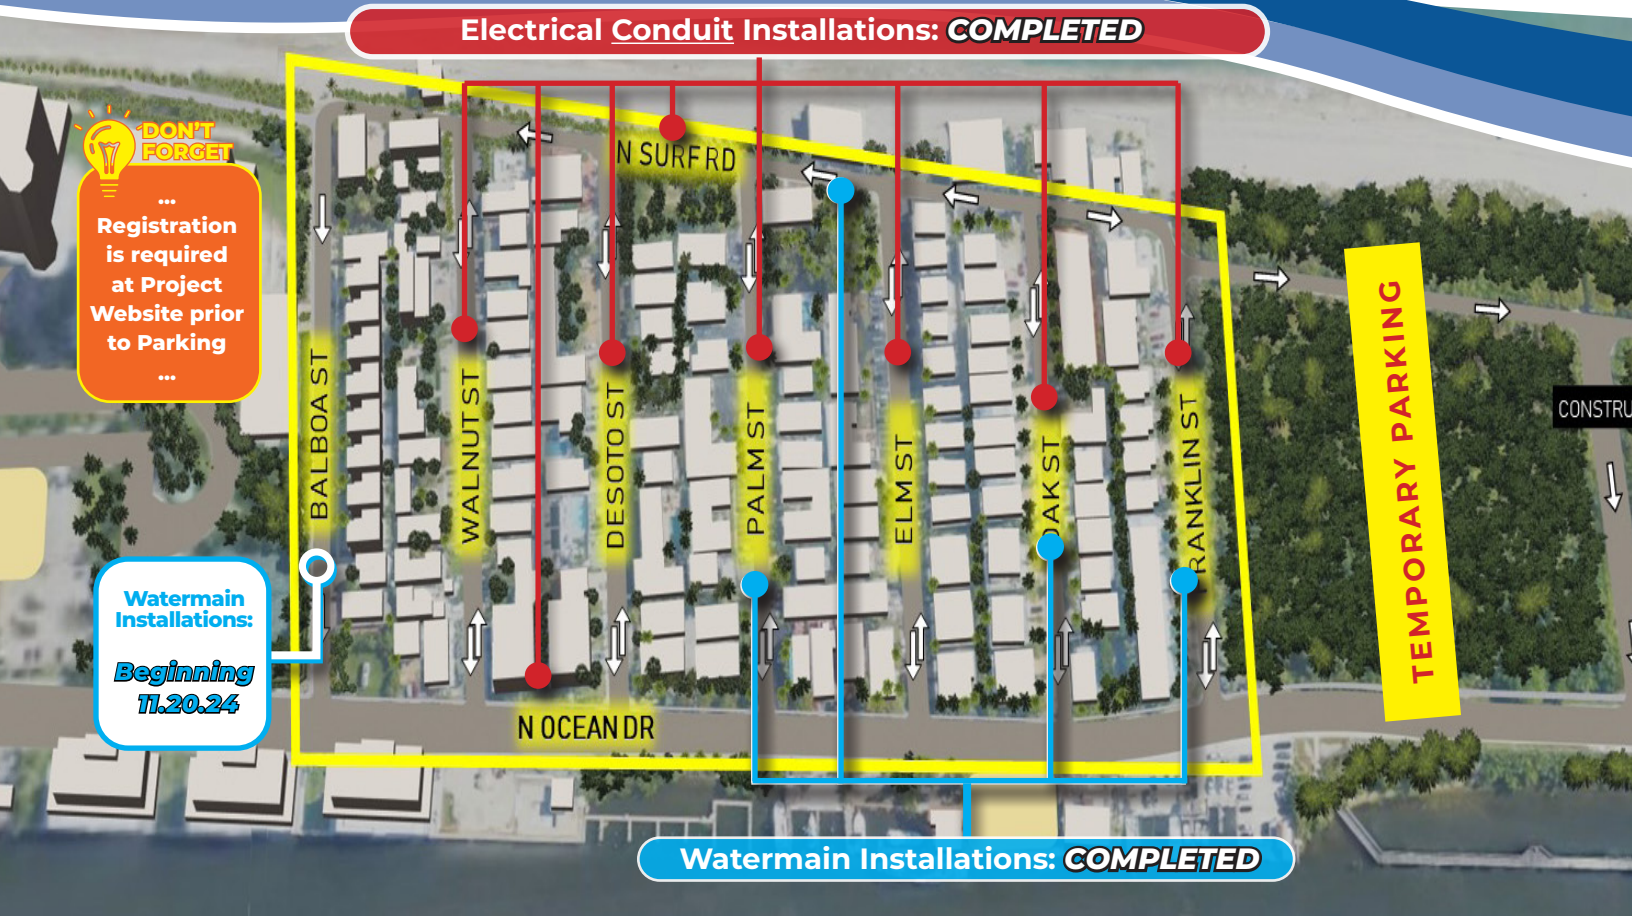 Electrical Conduit Installations: COMPLETED
DON'T
FORGET
...
Registration
is required
at Project
Website prior
to Parking
...
N SURF RD
BALBOA ST
WALNUT ST
DESOTO ST
PALM ST
ELM ST
OAK ST
RANKLIN ST
TEMPORARY PARKING
CONSTRU
Watermain
Installations:
Beginning
11.20.24
N OCEAN DR
Watermain Installations: COMPLETED